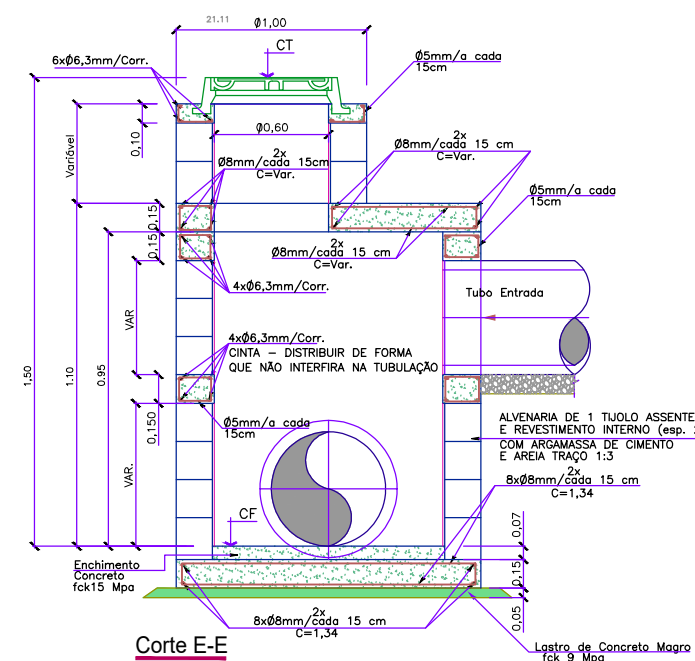 21.11
Ø1,00
CT
6xØ6,3mm/Corr.
Ø5mm/a cada
15cm
0,10
Variável
Ø0,60
2x
Ø8mm/cada 15cm
C=Var.
2x
Ø8mm/cada 15 cm
C=Var.
Ø5mm/a cada
15cm
0,15
0,15
2x
Ø8mm/cada 15 cm
C=Var.
4xØ6,3mm/Corr.
Tubo Entrada
VAR
1.50
1.10
0.95
4xØ6,3mm/Corr.
CINTA – DISTRIBUIR DE FORMA
QUE NÃO INTERFIRA NA TUBULAÇÃO
0,150
Ø5mm/a cada
15cm
ALVENARIA DE 1 TIJOLO ASSENTE
E REVESTIMENTO INTERNO (esp.
COM ARGAMASSA DE CIMENTO
E AREIA TRAÇO 1:3
VAR.
2x
8xØ8mm/cada 15 cm
C=1,34
CF
0,07
Enchimento
Concreto
fck15 Mpa
0,15
0,05
2x
8xØ8mm/cada 15 cm
C=1,34
Corte E-E
Lastro de Concreto Magro
fck 9 Mpa